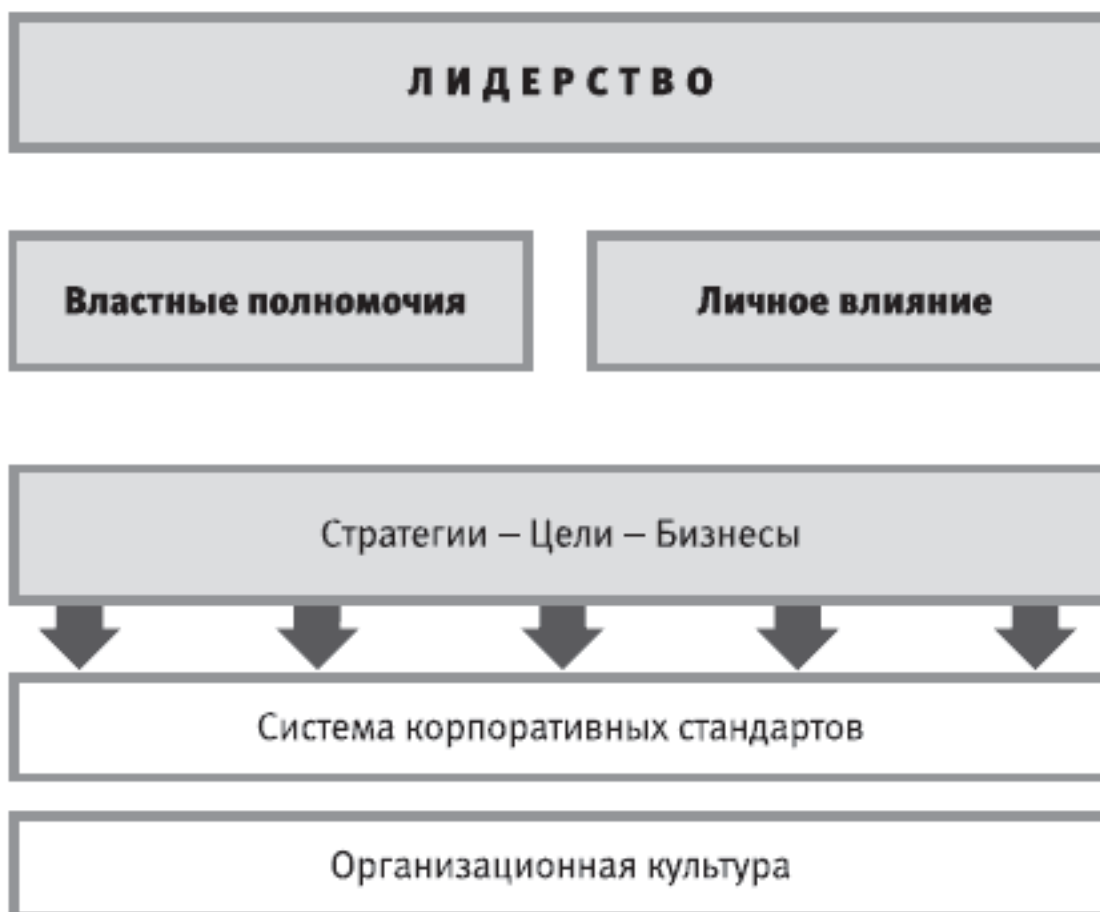 ЛИДЕРСТВО
Властные полномочия
Личное влияние
Стратегии – Цели – Бизнесы
Система корпоративных стандартов
Организационная культура